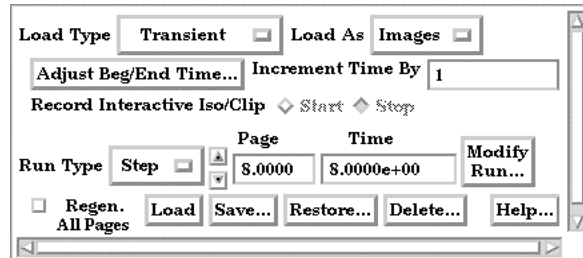 Load Type Transient Load As Images
Adjust Beg/End Time... Increment Time By 1
Record Interactive Iso/Clip Start Stop
Page Time
Run Type Step 8.0000 8.0000e+00 Modify Run...
Regen. All Pages Load Save... Restore... Delete... Help...